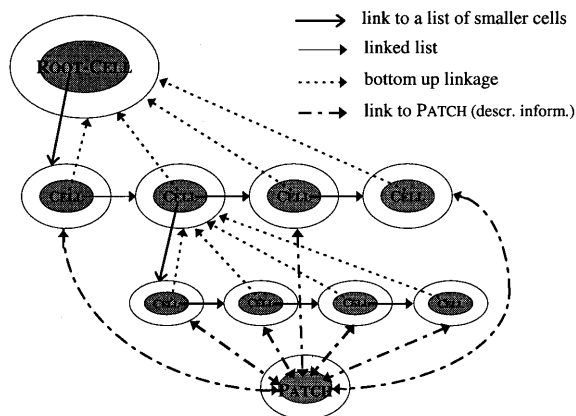 link to a list of smaller cells
linked list
bottom up linkage
link to PATCH (descr. inform.)
ROOT-CELL
CELL
CELL
CELL
CELL
CELL
CELL
CELL
CELL
PATCH